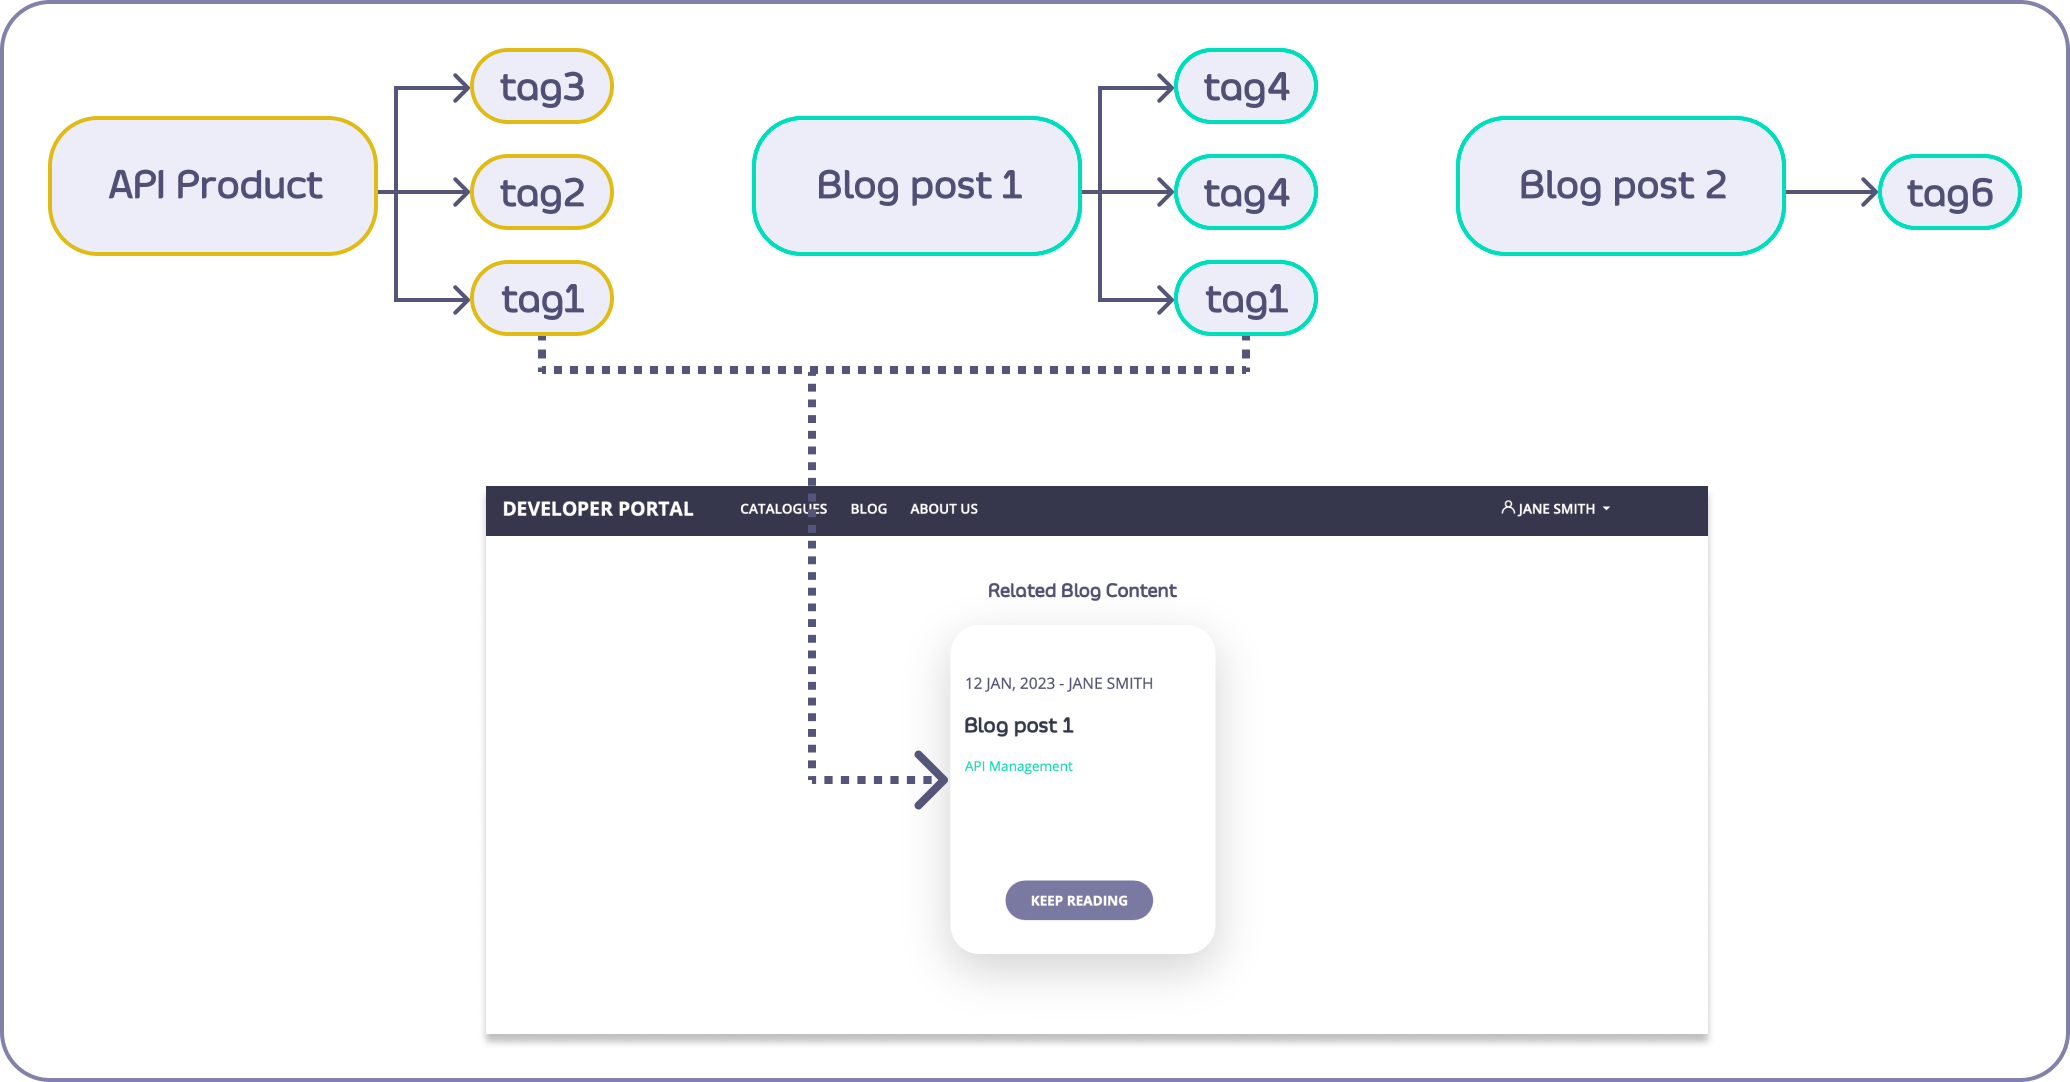 API Product
tag3
tag2
tag1
Blog post 1
tag4
tag4
tag1
Blog post 2
tag6
DEVELOPER PORTAL CATALOGUES BLOG ABOUT US JANE SMITH
Related Blog Content
12 JAN, 2023 - JANE SMITH
Blog post 1
API Management
KEEP READING